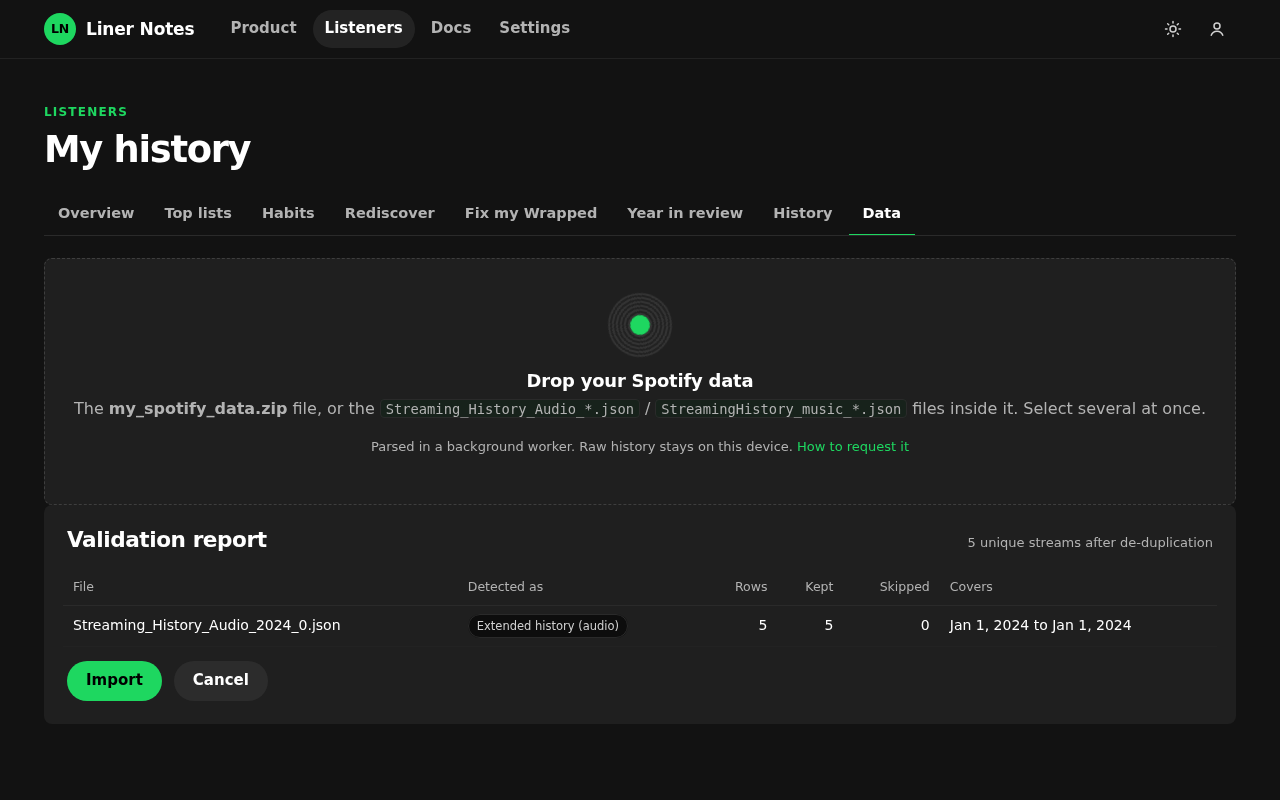 LN Liner Notes Product Listeners Docs Settings
LISTENERS
My history
Overview Top lists Habits Rediscover Fix my Wrapped Year in review History Data
Drop your Spotify data
The my_spotify_data.zip file, or the Streaming_History_Audio_*.json / StreamingHistory_music_*.json files inside it. Select several at once.
Parsed in a background worker. Raw history stays on this device. How to request it
Validation report 5 unique streams after de-duplication
File Detected as Rows Kept Skipped Covers
Streaming_History_Audio_2024_0.json Extended history (audio) 5 5 0 Jan 1, 2024 to Jan 1, 2024
Import Cancel